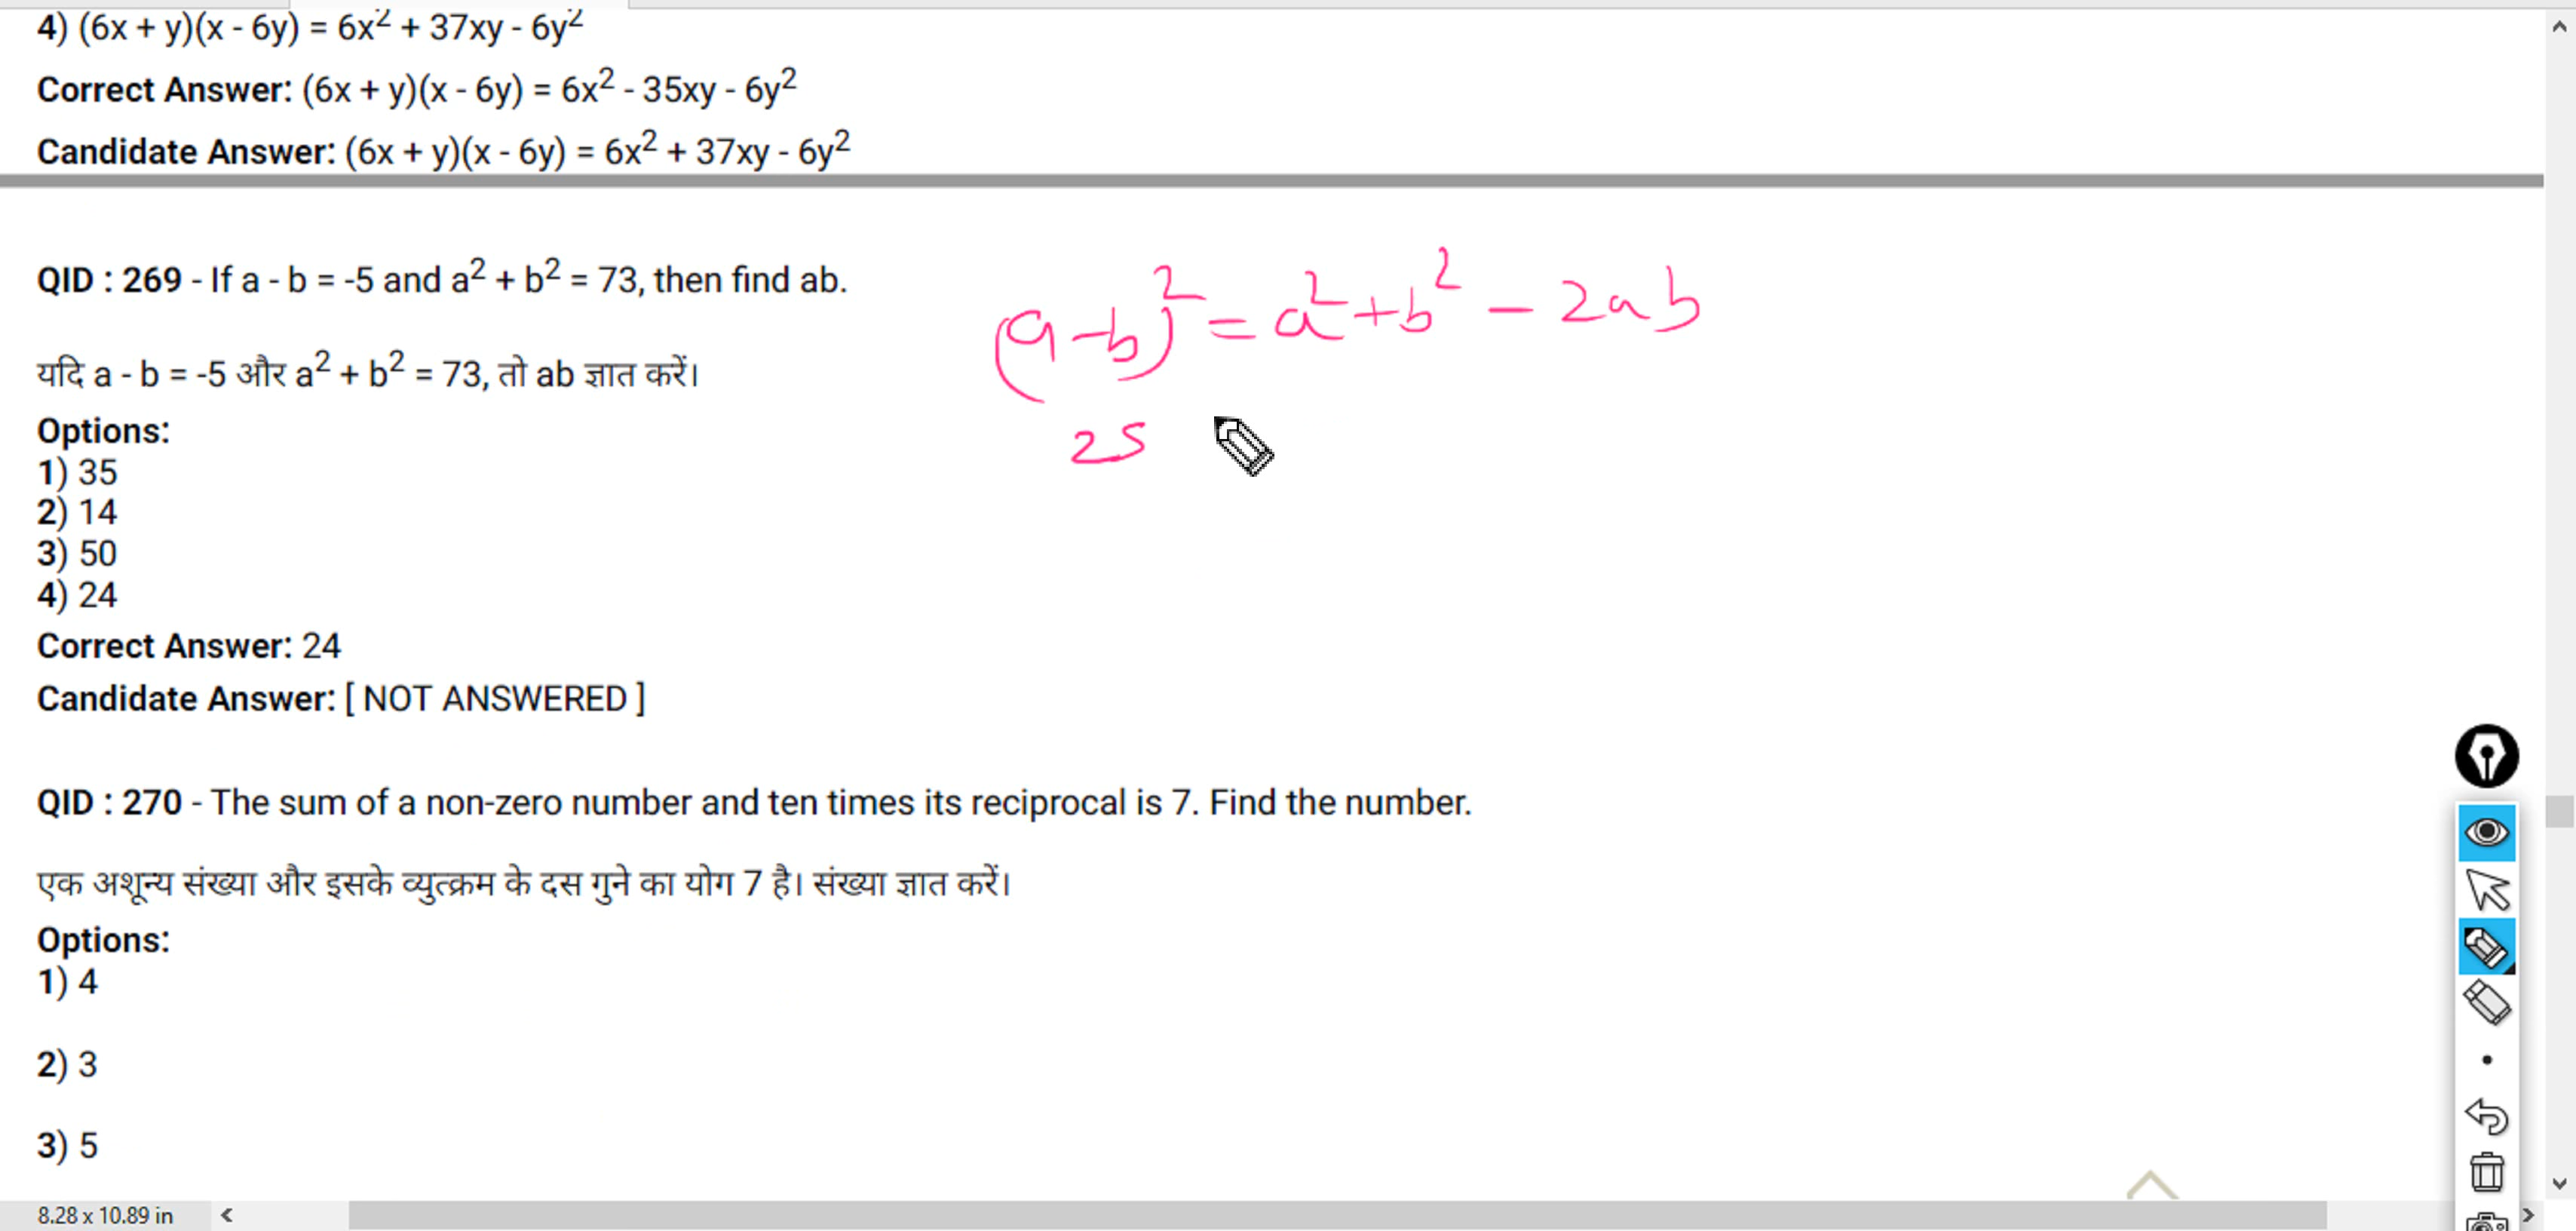 4) (6x + y)(x - 6y) = 6x² + 37xy - 6y²
Correct Answer: (6x + y)(x - 6y) = 6x² - 35xy - 6y²
Candidate Answer: (6x + y)(x - 6y) = 6x² + 37xy - 6y²
QID : 269 - If a - b = -5 and a² + b² = 73, then find ab.
(a-b)² = a² + b² - 2ab
यदि a - b = -5 और a² + b² = 73, तो ab ज्ञात करें।
25
Options:
1) 35
2) 14
3) 50
4) 24
Correct Answer: 24
Candidate Answer: [ NOT ANSWERED ]
QID : 270 - The sum of a non-zero number and ten times its reciprocal is 7. Find the number.
एक अशून्य संख्या और इसके व्युत्क्रम के दस गुने का योग 7 है। संख्या ज्ञात करें।
Options:
1) 4
2) 3
3) 5
8.28 x 10.89 in